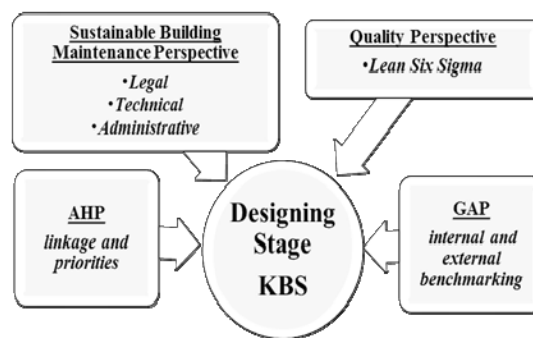 Sustainable Building
Maintenance Perspective
•Legal
•Technical
•Administrative
Quality Perspective
•Lean Six Sigma
AHP
linkage and
priorities
Designing
Stage
KBS
GAP
internal and
external
benchmarking